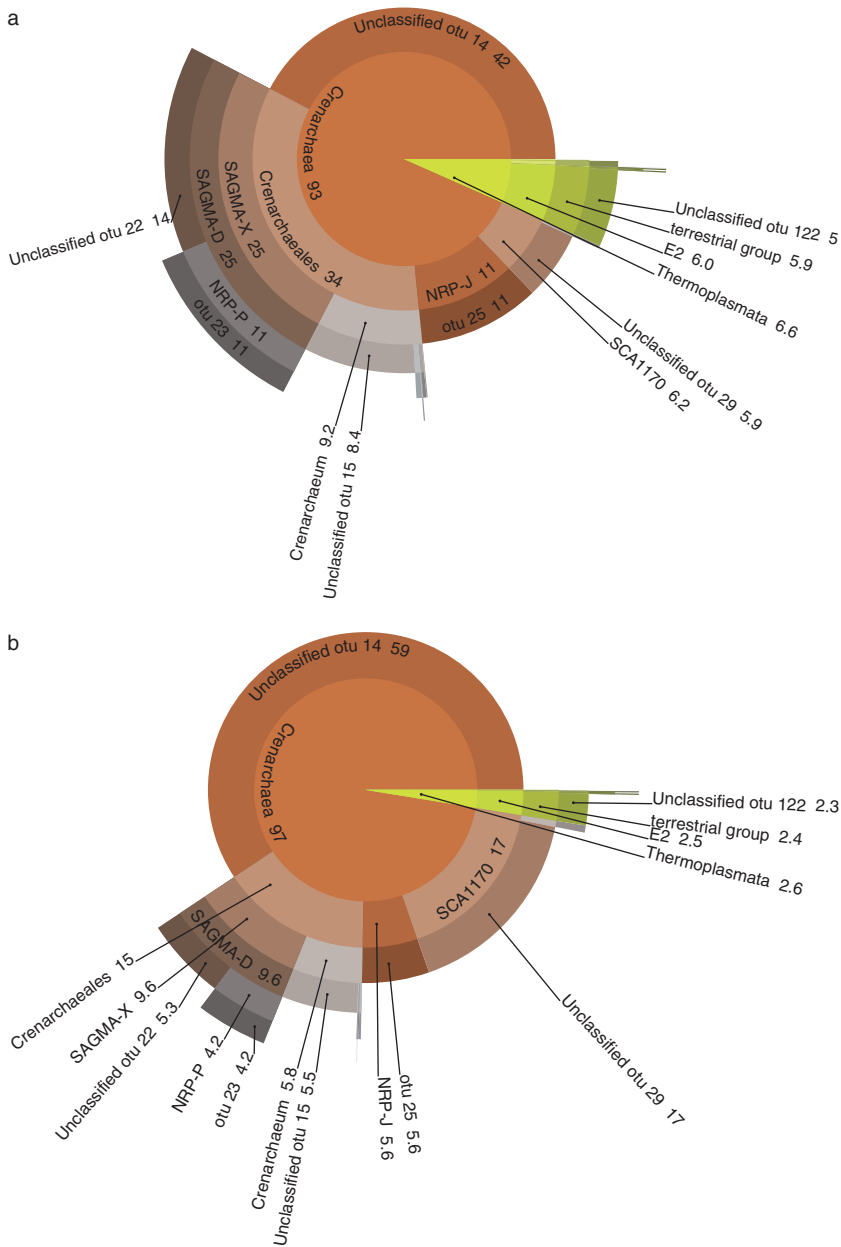 a
Unclassified otu 14 42
Crenarchaea 93
Crenarchaeales 34
SAGMA-X 25
SAGMA-D 25
Unclassified otu 22 14
NRP-P 11
otu 23 11
NRP-J 11
otu 25 11
Unclassified otu 122 5
terrestrial group 5.9
E2 6.0
Thermoplasmata 6.6
Unclassified otu 29 5.9
SCA1170 6.2
Crenarchaeum 9.2
Unclassified otu 15 8.4
b
Unclassified otu 14 59
Crenarchaea 97
Unclassified otu 122 2.3
terrestrial group 2.4
E2 2.5
Thermoplasmata 2.6
SCA1170 17
SAGMA-D 9.6
Crenarchaeales 15
SAGMA-X 9.6
Unclassified otu 22 5.3
NRP-P 4.2
otu 23 4.2
Crenarchaeum 5.8
Unclassified otu 15 5.5
NRP-J 5.6
otu 25 5.6
Unclassified otu 29 17